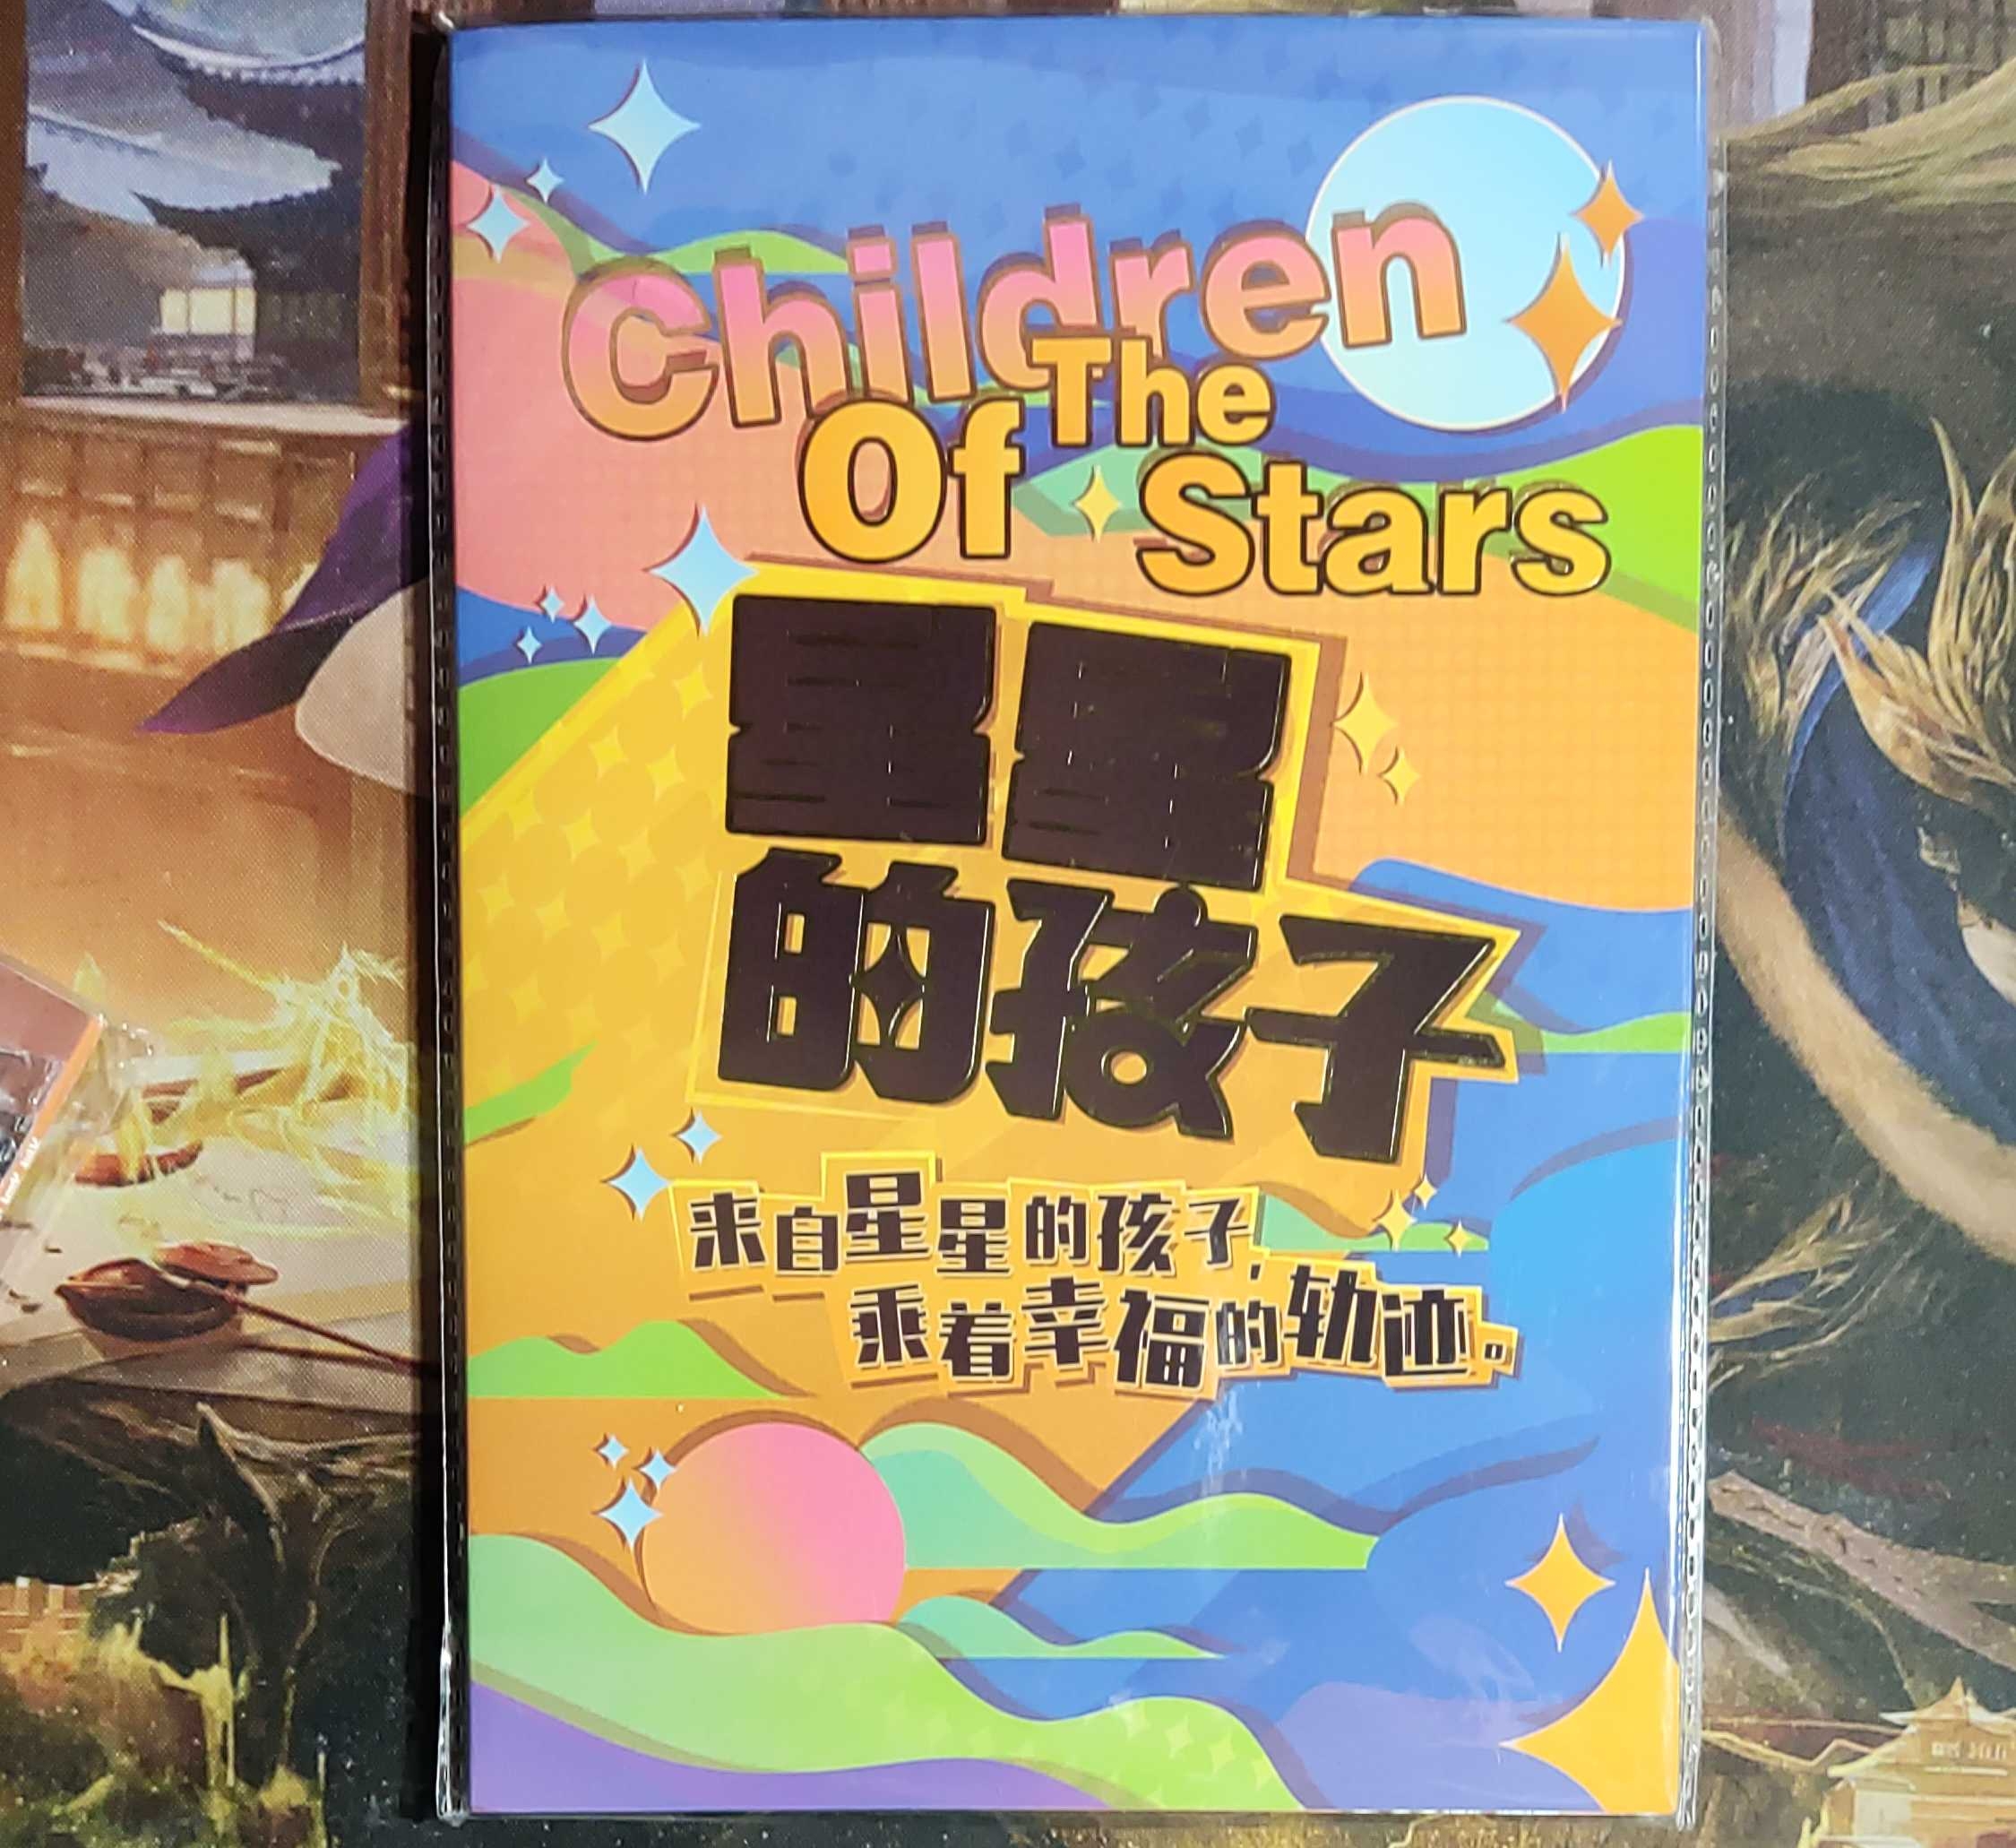 Children
Of The
Stars
星星
的孩子
来自星星的孩子,
乘着幸福的轨迹。